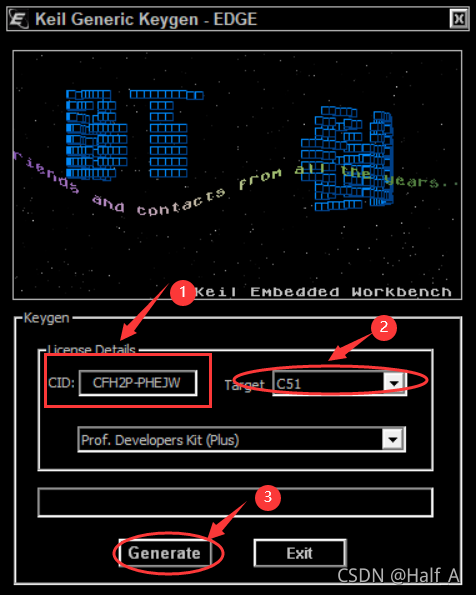 Keil Generic Keygen - EDGE
riends and contacts from all the years.
Keil Embedded Workbench
1
Keygen
2
License Details
CID: CFH2P-PHEJW Target C51
Prof. Developers Kit (Plus)
3
Generate Exit
CSDN @Half_A